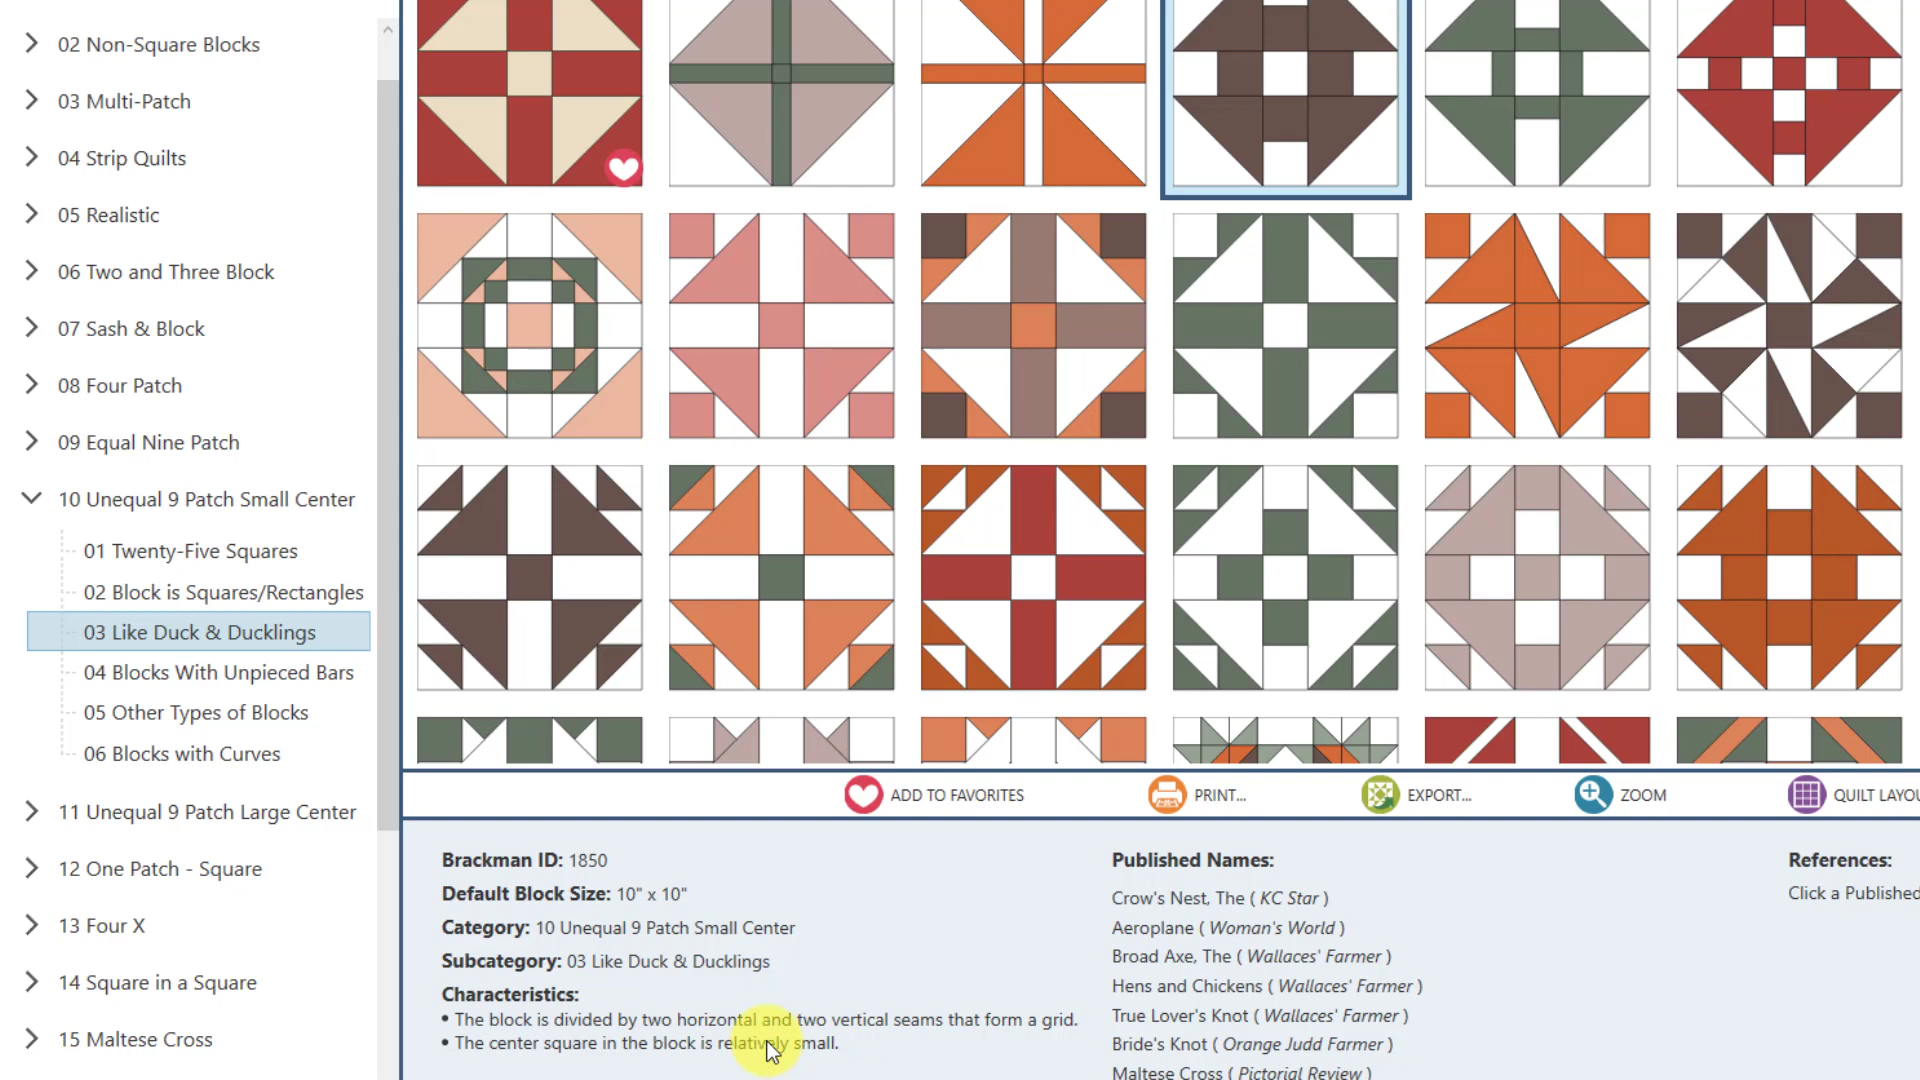 02 Non-Square Blocks
03 Multi-Patch
04 Strip Quilts
05 Realistic
06 Two and Three Block
07 Sash & Block
08 Four Patch
09 Equal Nine Patch
10 Unequal 9 Patch Small Center
01 Twenty-Five Squares
02 Block is Squares/Rectangles
03 Like Duck & Ducklings
04 Blocks With Unpieced Bars
05 Other Types of Blocks
06 Blocks with Curves
11 Unequal 9 Patch Large Center
12 One Patch - Square
13 Four X
14 Square in a Square
15 Maltese Cross
ADD TO FAVORITES
PRINT...
EXPORT...
ZOOM
QUILT LAYOU
Brackman ID: 1850
Default Block Size: 10" x 10"
Category: 10 Unequal 9 Patch Small Center
Subcategory: 03 Like Duck & Ducklings
Characteristics:
• The block is divided by two horizontal and two vertical seams that form a grid.
• The center square in the block is relatively small.
Published Names:
Crow's Nest, The ( KC Star )
Aeroplane ( Woman's World )
Broad Axe, The ( Wallaces' Farmer )
Hens and Chickens ( Wallaces' Farmer )
True Lover's Knot ( Wallaces' Farmer )
Bride's Knot ( Orange Judd Farmer )
Maltese Cross ( Pictorial Review )
References:
Click a Published